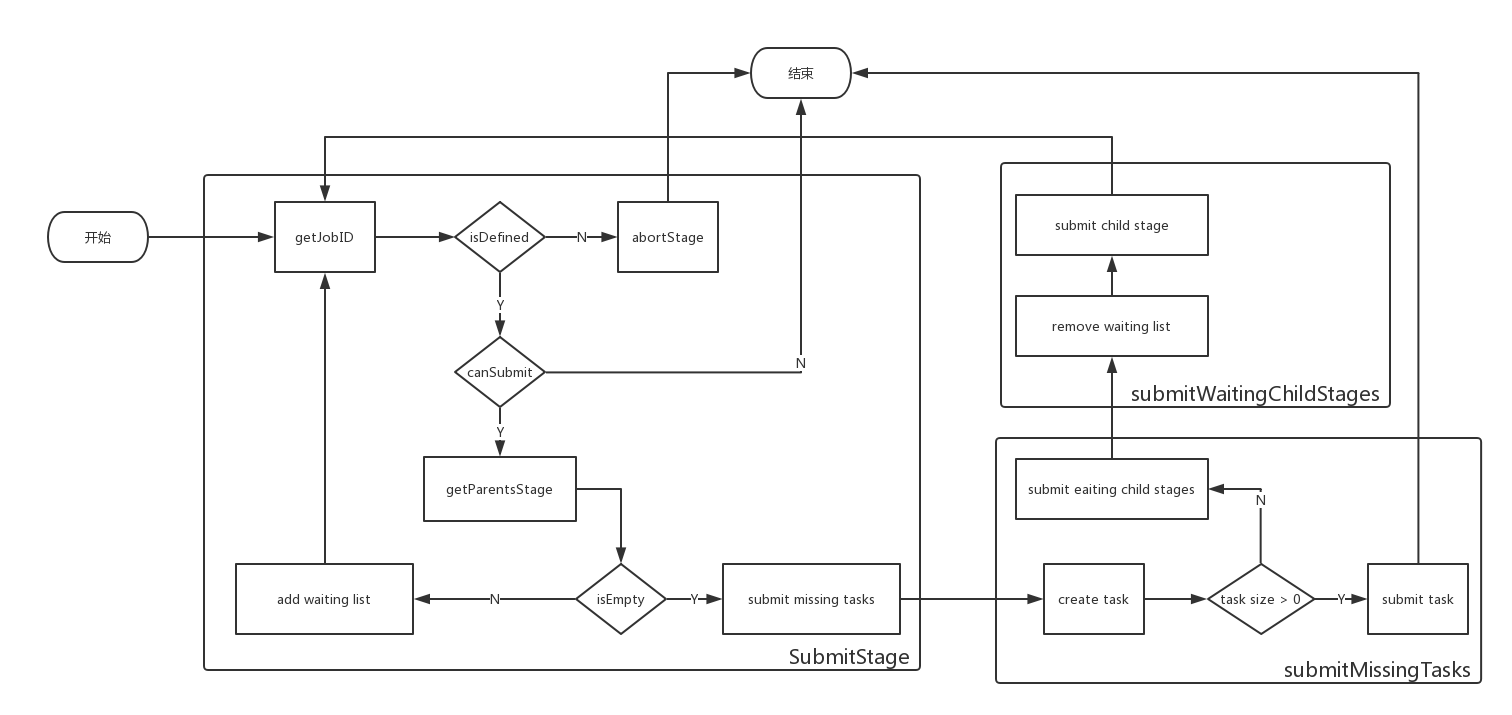 结束
开始
getJobID
isDefined
N
abortStage
submit child stage
Y
remove waiting list
canSubmit
N
submitWaitingChildStages
Y
getParentsStage
submit eaiting child stages
N
add waiting list
N
isEmpty
Y
submit missing tasks
create task
task size > 0
Y
submit task
SubmitStage
submitMissingTasks